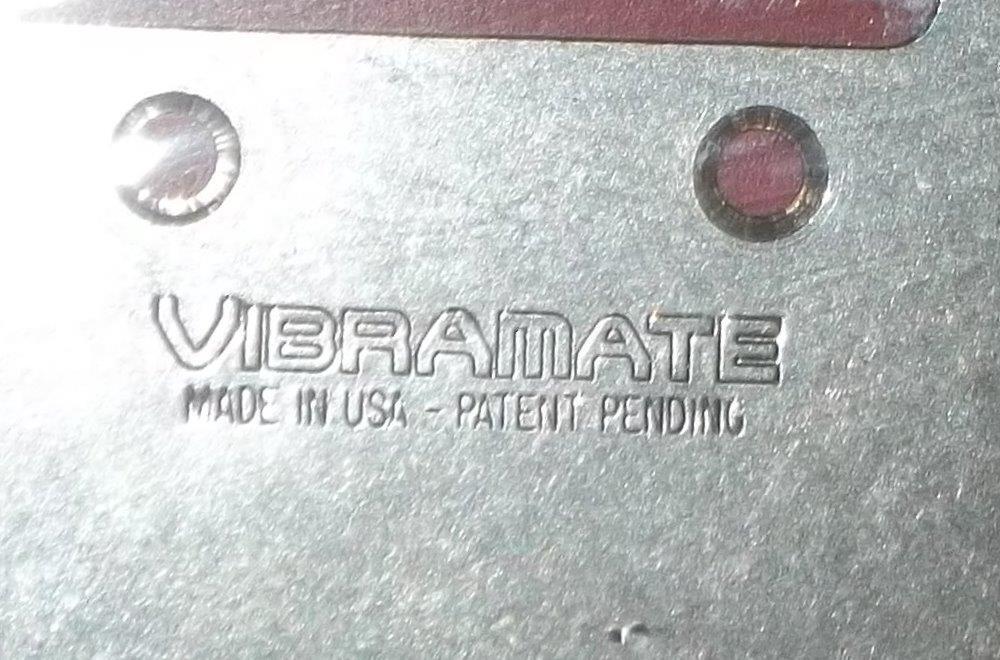 VIBRAMATE
MADE IN USA - PATENT PENDING